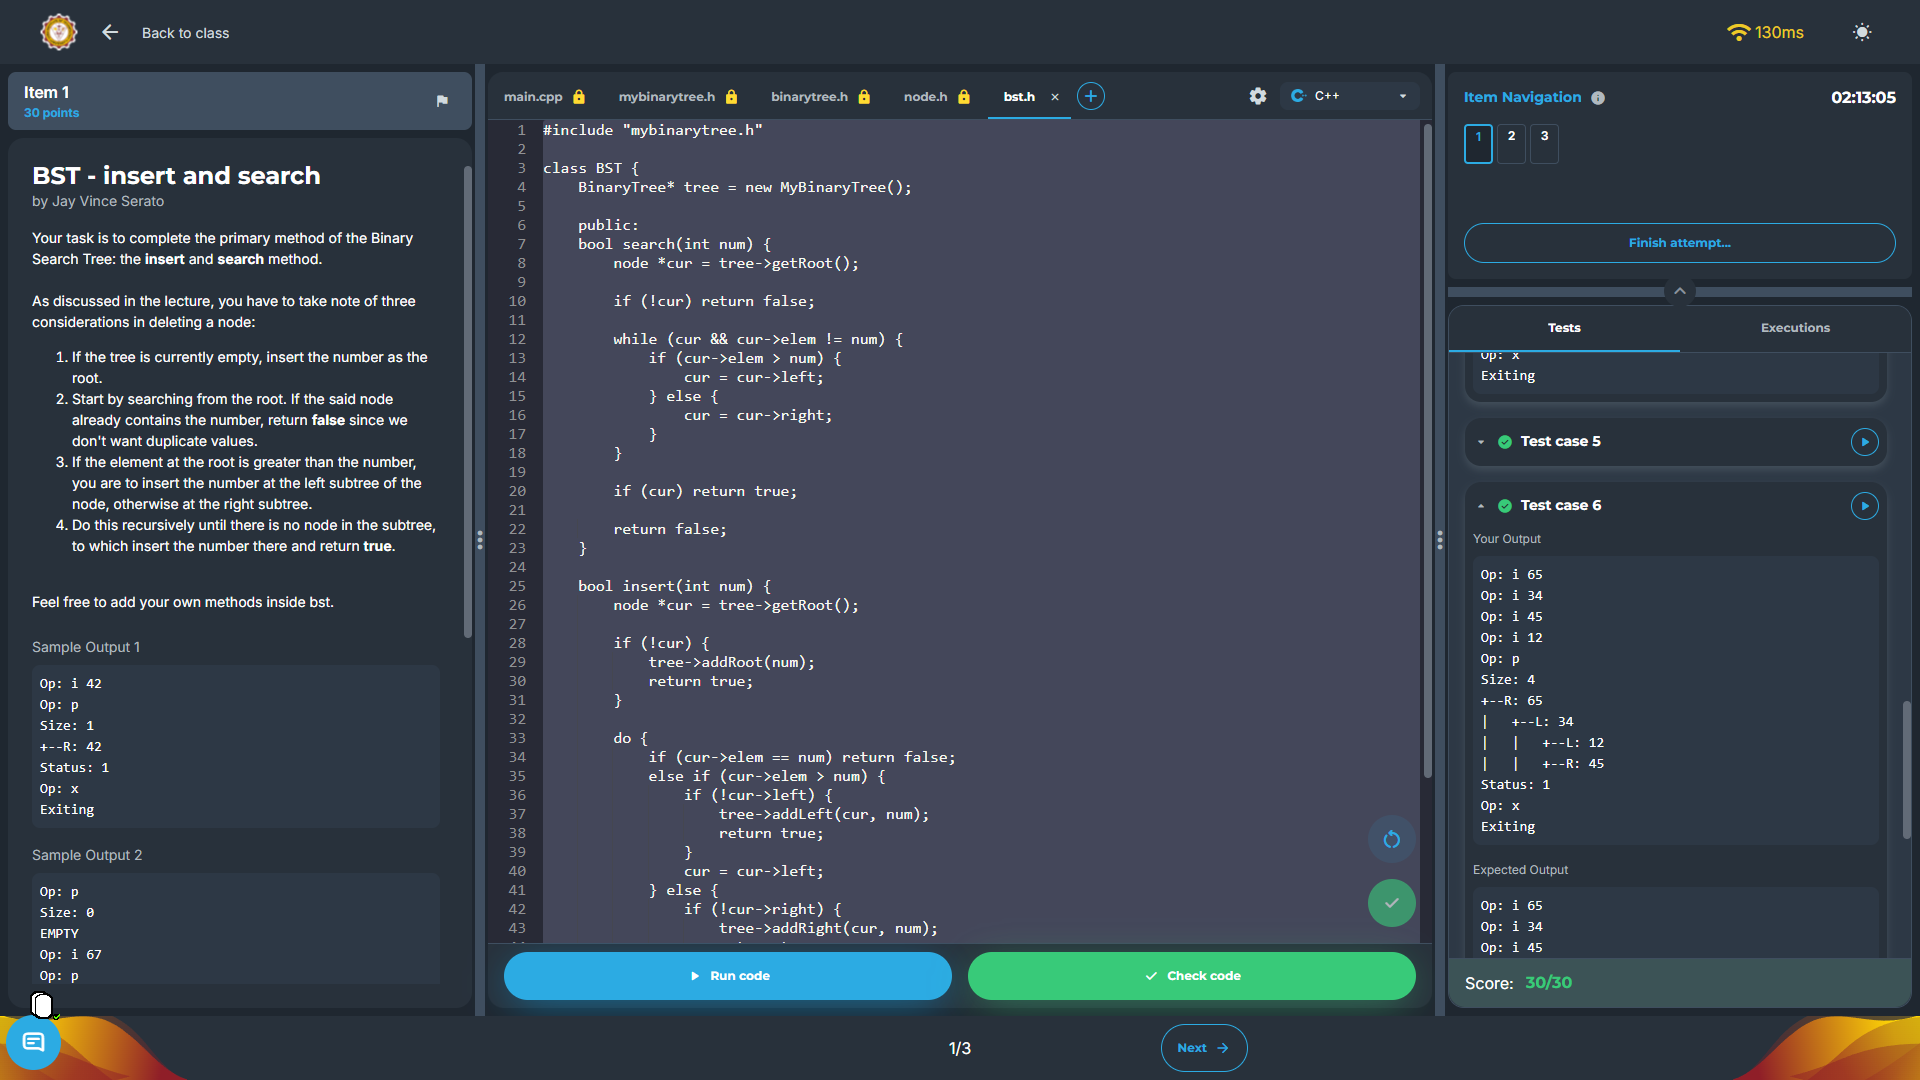 Back to class
130ms
Item 1
30 points
BST - insert and search
by Jay Vince Serato
Your task is to complete the primary method of the Binary
Search Tree: the insert and search method.
As discussed in the lecture, you have to take note of three
considerations in deleting a node:
1. If the tree is currently empty, insert the number as the
root.
2. Start by searching from the root. If the said node
already contains the number, return false since we
don't want duplicate values.
3. If the element at the root is greater than the number,
you are to insert the number at the left subtree of the
node, otherwise at the right subtree.
4. Do this recursively until there is no node in the subtree,
to which insert the number there and return true.
Feel free to add your own methods inside bst.
Sample Output 1
Op: i 42
Op: p
Size: 1
+--R: 42
Status: 1
Op: x
Exiting
Sample Output 2
Op: p
Size: 0
EMPTY
Op: i 67
Op: p
main.cpp
mybinarytree.h
binarytree.h
node.h
bst.h ×
C++
1 #include "mybinarytree.h"
2
3 class BST {
4     BinaryTree* tree = new MyBinaryTree();
5
6     public:
7     bool search(int num) {
8         node *cur = tree->getRoot();
9
10         if (!cur) return false;
11
12         while (cur && cur->elem != num) {
13             if (cur->elem > num) {
14                 cur = cur->left;
15             } else {
16                 cur = cur->right;
17             }
18         }
19
20         if (cur) return true;
21
22         return false;
23     }
24
25     bool insert(int num) {
26         node *cur = tree->getRoot();
27
28         if (!cur) {
29             tree->addRoot(num);
30             return true;
31         }
32
33         do {
34             if (cur->elem == num) return false;
35             else if (cur->elem > num) {
36                 if (!cur->left) {
37                     tree->addLeft(cur, num);
38                     return true;
39                 }
40                 cur = cur->left;
41             } else {
42                 if (!cur->right) {
43                     tree->addRight(cur, num);
Run code
Check code
Item Navigation
02:13:05
1 2 3
Finish attempt...
Tests
Executions
Op: x
Exiting
Test case 5
Test case 6
Your Output
Op: i 65
Op: i 34
Op: i 45
Op: i 12
Op: p
Size: 4
+--R: 65
|   +--L: 34
|   |   +--L: 12
|   |   +--R: 45
Status: 1
Op: x
Exiting
Expected Output
Op: i 65
Op: i 34
Op: i 45
Score: 30/30
1/3
Next